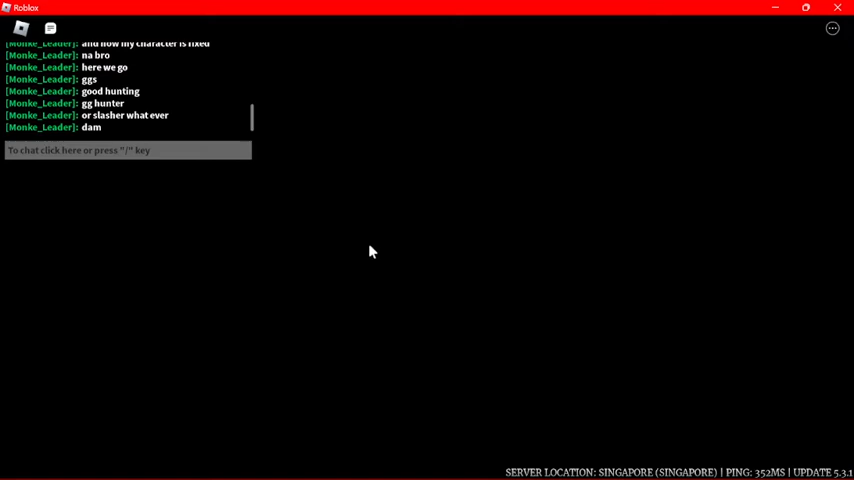 Roblox
[Monke_Leader]: and now my character is fixed
[Monke_Leader]: na bro
[Monke_Leader]: here we go
[Monke_Leader]: ggs
[Monke_Leader]: good hunting
[Monke_Leader]: gg hunter
[Monke_Leader]: or slasher what ever
[Monke_Leader]: dam
To chat click here or press "/" key
SERVER LOCATION: SINGAPORE (SINGAPORE) | PING: 352MS | UPDATE 5.3.1